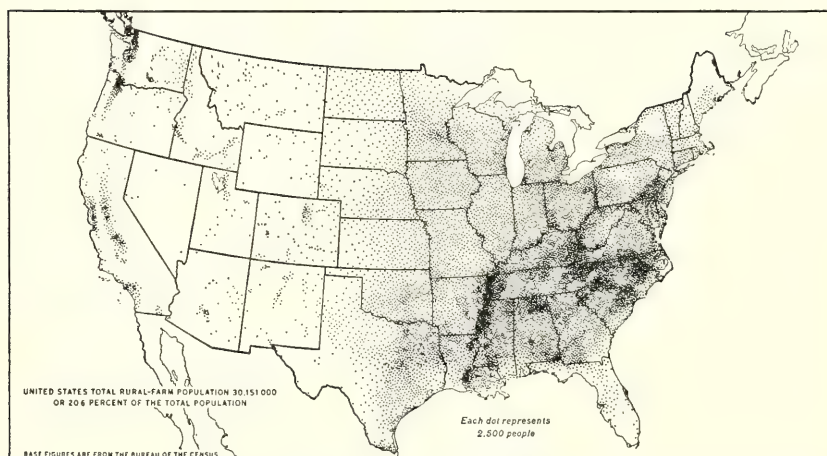 UNITED STATES TOTAL RURAL-FARM POPULATION 30,151 000
OR 20 6 PERCENT OF THE TOTAL POPULATION
Each dot represents
2,500 people
BASE FIGURES ARE FROM THE BUREAU OF THE CENSUS